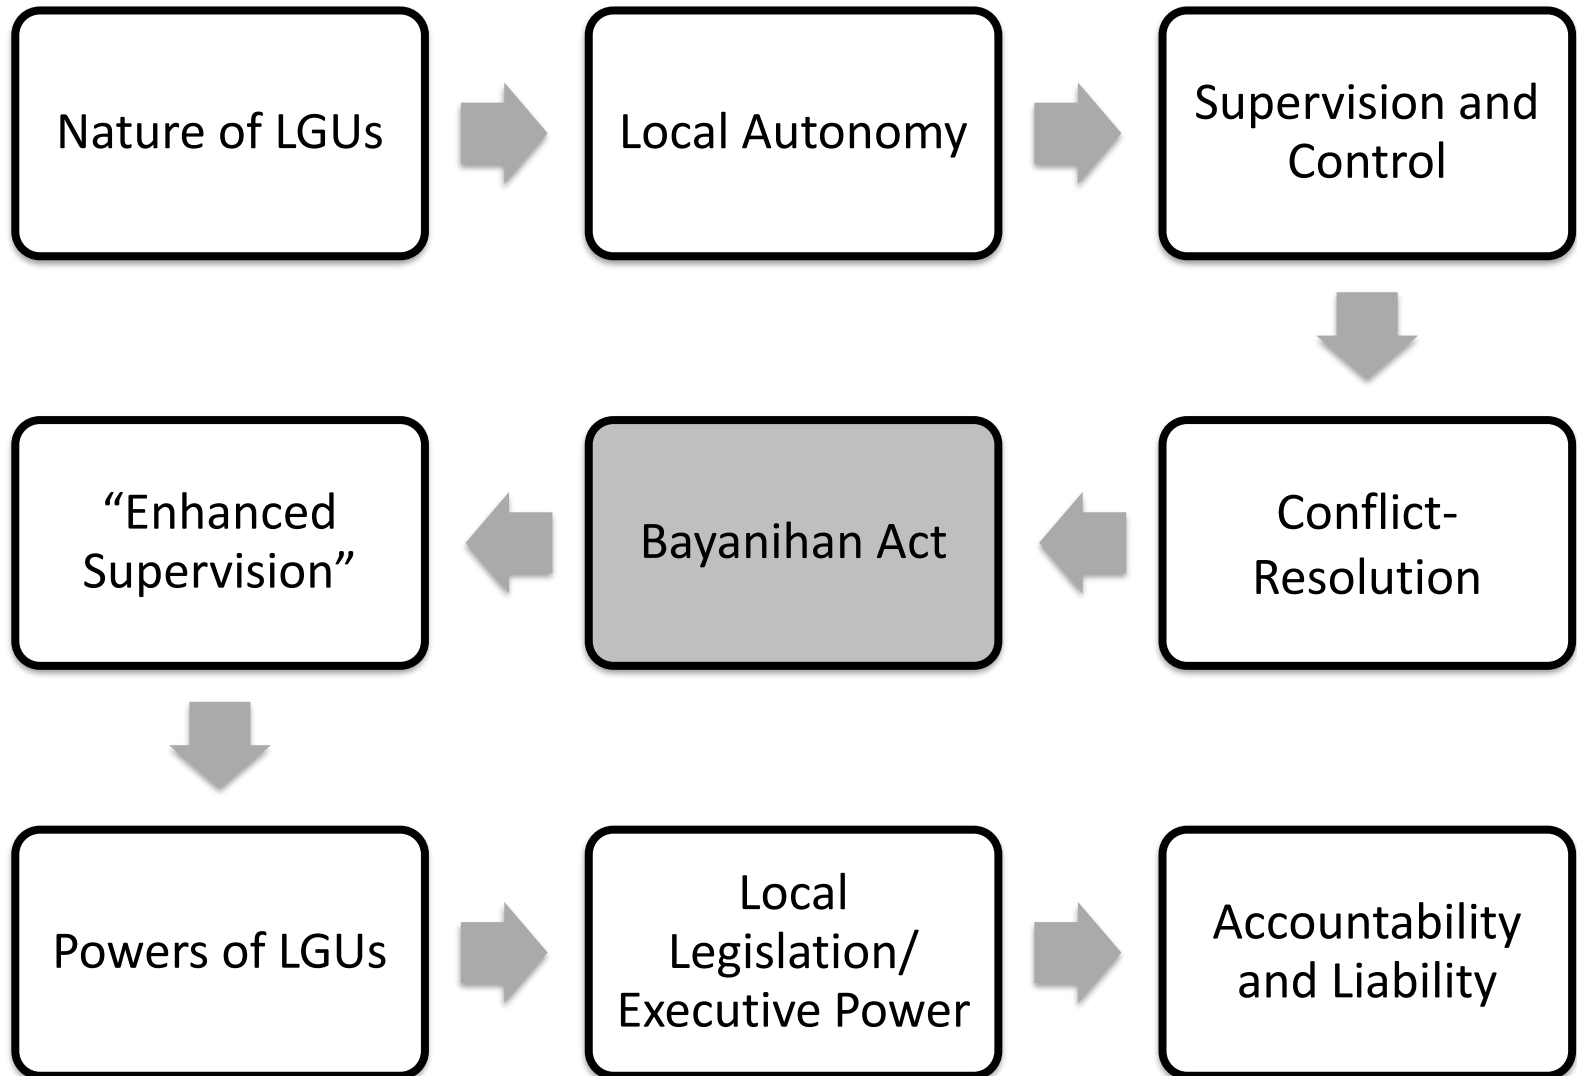 Nature of LGUs
Local Autonomy
Supervision and
Control
Conflict-
Resolution
Bayanihan Act
“Enhanced
Supervision”
Powers of LGUs
Local
Legislation/
Executive Power
Accountability
and Liability